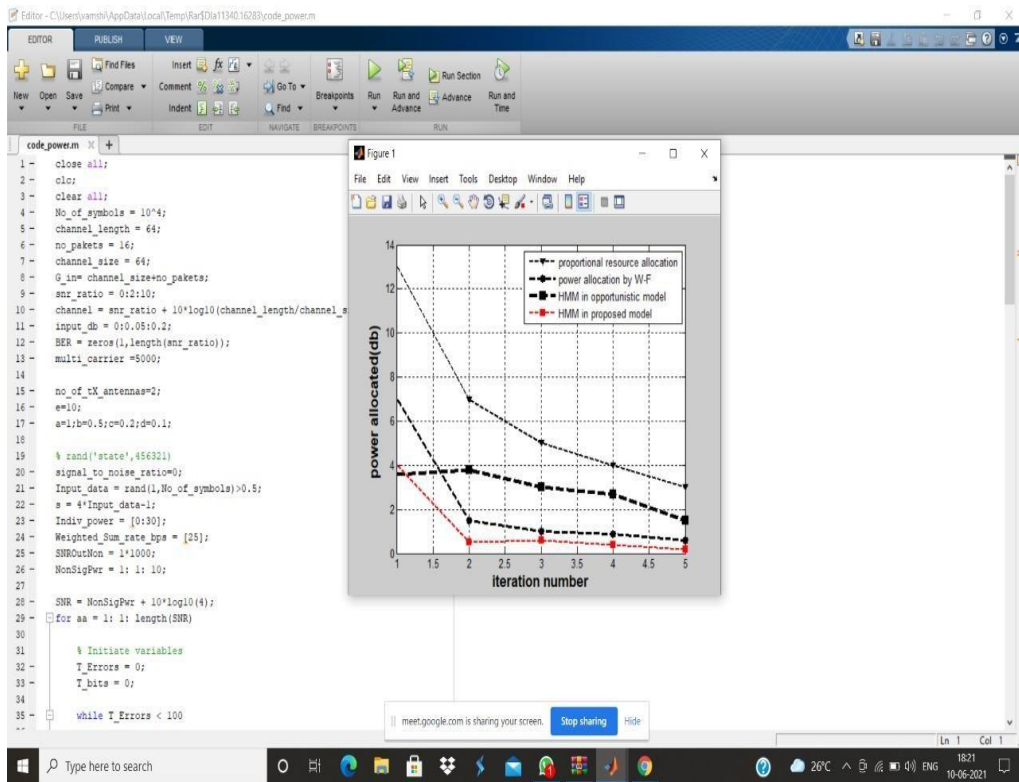 Editor - C:\Users\vamshi\AppData\Local\Temp\Rar$DIa11340.16283\code_power.m
EDITOR PUBLISH VIEW
New Open Save
Find Files
Compare
Print
FILE
Insert fx
Comment
Indent
EDIT
Go To
Find
NAVIGATE
Breakpoints
BREAKPOINTS
Run
Run and Advance
Run Section
Advance
Run and Time
RUN
code_power.m × +
1 - close all;
2 - clc;
3 - clear all;
4 - No_of_symbols = 10^4;
5 - channel_length = 64;
6 - no_pakets = 16;
7 - channel_size = 64;
8 - G_in= channel_size+no_pakets;
9 - snr_ratio = 0:2:10;
10 - channel = snr_ratio + 10*log10(channel_length/channel_s
11 - input_db = 0:0.05:0.2;
12 - BER = zeros(1,length(snr_ratio));
13 - multi_carrier =5000;
14
15 - no_of_tX_antennas=2;
16 - e=10;
17 - a=1;b=0.5;c=0.2;d=0.1;
18
19 % rand('state',456321)
20 - signal_to_noise_ratio=0;
21 - Input_data = rand(1,No_of_symbols)>0.5;
22 - s = 4*Input_data-1;
23 - Indiv_power = [0:30];
24 - Weighted_Sum_rate_bps = [25];
25 - SNROutNon = 1*1000;
26 - NonSigPwr = 1: 1: 10;
27
28 - SNR = NonSigPwr + 10*log10(4);
29 - for aa = 1: 1: length(SNR)
30
31 % Initiate variables
32 - T_Errors = 0;
33 - T_bits = 0;
34
35 - while T_Errors < 100
Figure 1
File Edit View Insert Tools Desktop Window Help
proportional resource allocation
power allocation by W-F
HMM in opportunistic model
HMM in proposed model
power allocated(db)
14
12
10
8
6
4
2
0
1 1.5 2 2.5 3 3.5 4 4.5 5
iteration number
meet.google.com is sharing your screen. Stop sharing Hide
Ln 1 Col 1
Type here to search
26°C ENG
18:21
10-06-2021